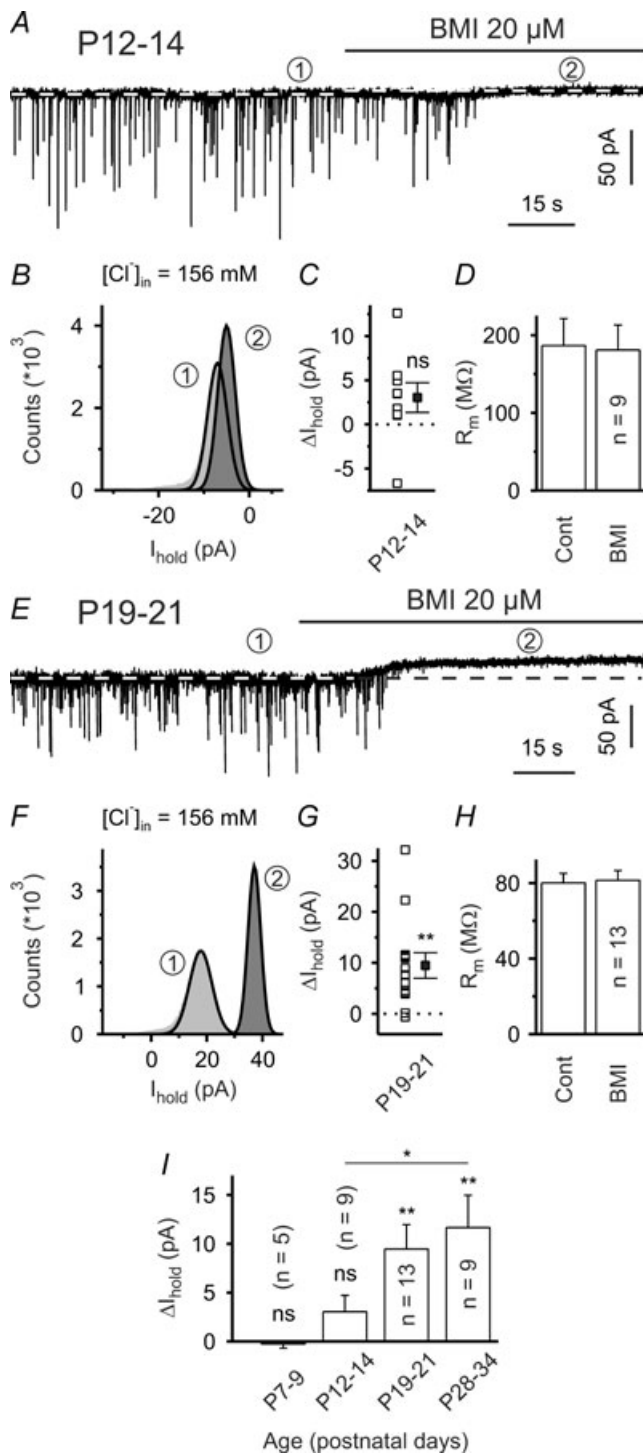 A P12-14 BMI 20 µM
① ②
50 pA
15 s
B [Cl⁻]in = 156 mM
Counts (*10³)
4
2
0
① ②
-20 0
Ihold (pA)
C
ΔIhold (pA)
10
5
0
-5
ns
P12-14
D
Rm (MΩ)
200
100
0
n = 9
Cont BMI
E P19-21 BMI 20 µM
① ②
50 pA
15 s
F [Cl⁻]in = 156 mM
Counts (*10³)
3
2
1
0
① ②
0 20 40
Ihold (pA)
G
ΔIhold (pA)
30
20
10
0
**
P19-21
H
Rm (MΩ)
80
40
0
n = 13
Cont BMI
I
ΔIhold (pA)
15
10
5
0
*
(n = 5) (n = 9) ** **
ns ns n = 13 n = 9
P7-9 P12-14 P19-21 P28-34
Age (postnatal days)